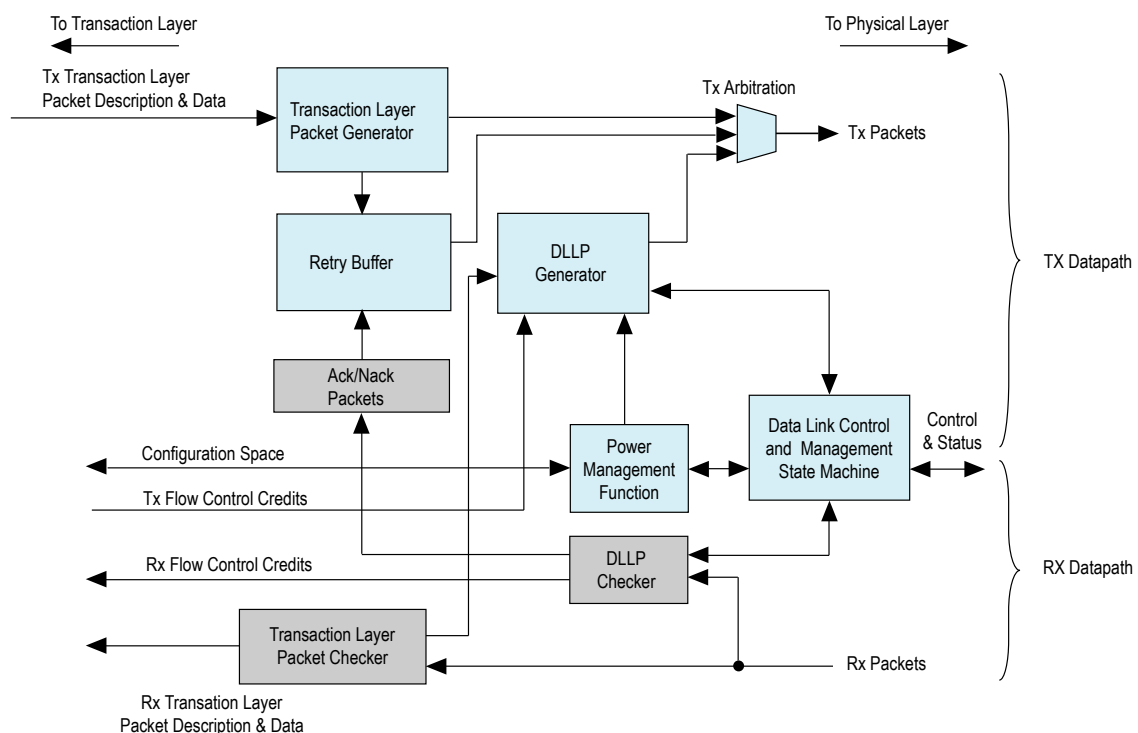 To Transaction Layer
To Physical Layer
Tx Transaction Layer
Packet Description & Data
Transaction Layer
Packet Generator
Tx Arbitration
Tx Packets
Retry Buffer
DLLP
Generator
TX Datapath
Ack/Nack
Packets
Configuration Space
Power
Management
Function
Data Link Control
and Management
State Machine
Control
& Status
Tx Flow Control Credits
Rx Flow Control Credits
DLLP
Checker
RX Datapath
Transaction Layer
Packet Checker
Rx Packets
Rx Transation Layer
Packet Description & Data